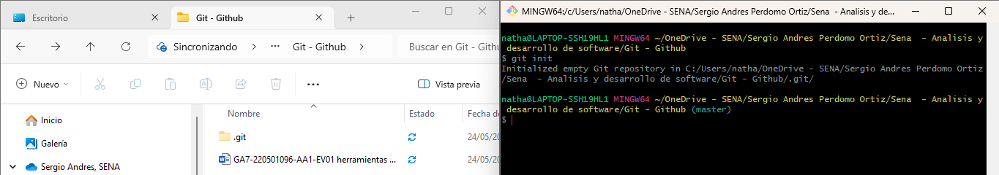 Escritorio
Git - Github
Sincronizando
Git - Github
Buscar en Git - Githu
Nuevo
Vista previa
Nombre
Estado
Fecha de
Inicio
Galería
Sergio Andres, SENA
.git
24/05/20
GA7-220501096-AA1-EV01 herramientas ...
24/05/20
MINGW64:/c/Users/natha/OneDrive - SENA/Sergio Andres Perdomo Ortiz/Sena  - Analisis y de...
natha@LAPTOP-SSH19HL1 MINGW64 ~/OneDrive - SENA/Sergio Andres Perdomo Ortiz/Sena  - Analisis y
desarrollo de software/Git - Github
$ git init
Initialized empty Git repository in C:/Users/natha/OneDrive - SENA/Sergio Andres Perdomo Ortiz
/Sena  - Analisis y desarrollo de software/Git - Github/.git/
natha@LAPTOP-SSH19HL1 MINGW64 ~/OneDrive - SENA/Sergio Andres Perdomo Ortiz/Sena  - Analisis y
desarrollo de software/Git - Github (master)
$